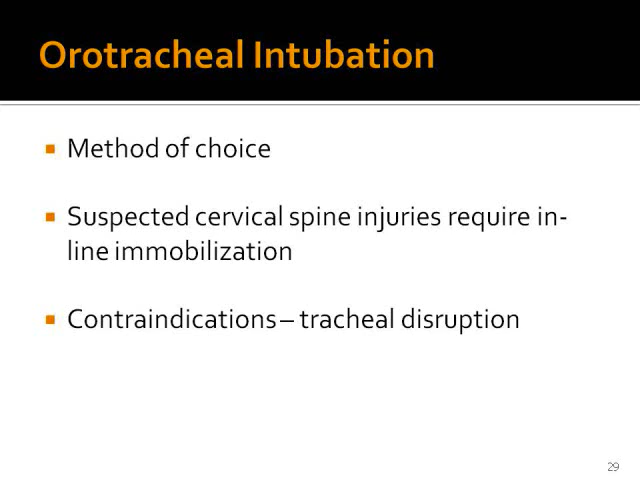 Orotracheal Intubation
▪ Method of choice
▪ Suspected cervical spine injuries require in-
line immobilization
▪ Contraindications – tracheal disruption
29